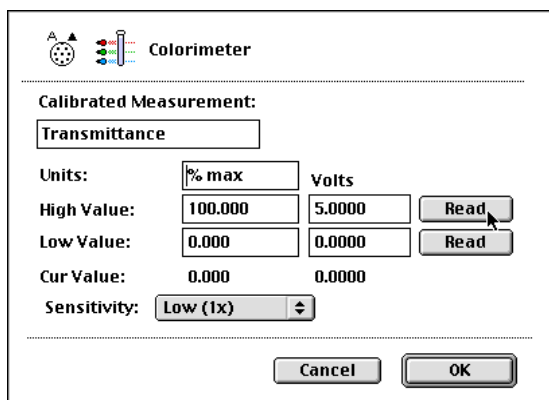 A
Colorimeter
Calibrated Measurement:
Transmittance
Units: % max Volts
High Value: 100.000 5.0000 Read
Low Value: 0.000 0.0000 Read
Cur Value: 0.000 0.0000
Sensitivity: Low (1x)
Cancel OK